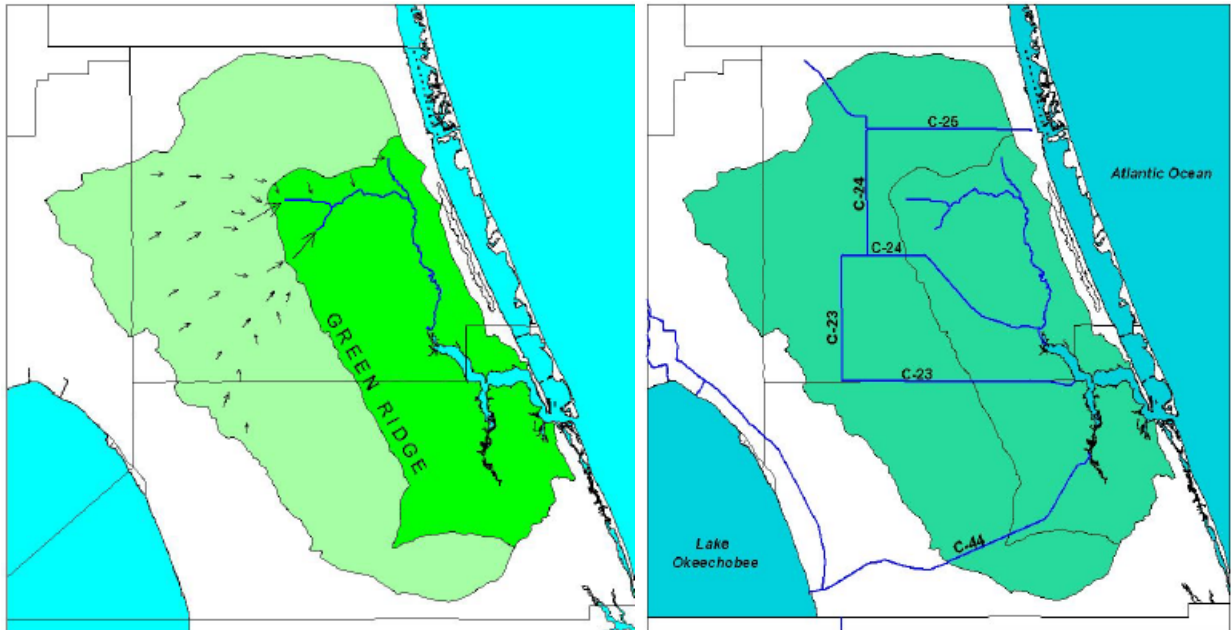 GREEN RIDGE
C-25
C-24
Atlantic Ocean
C-24
C-23
C-23
Lake
Okeechobee
C-44